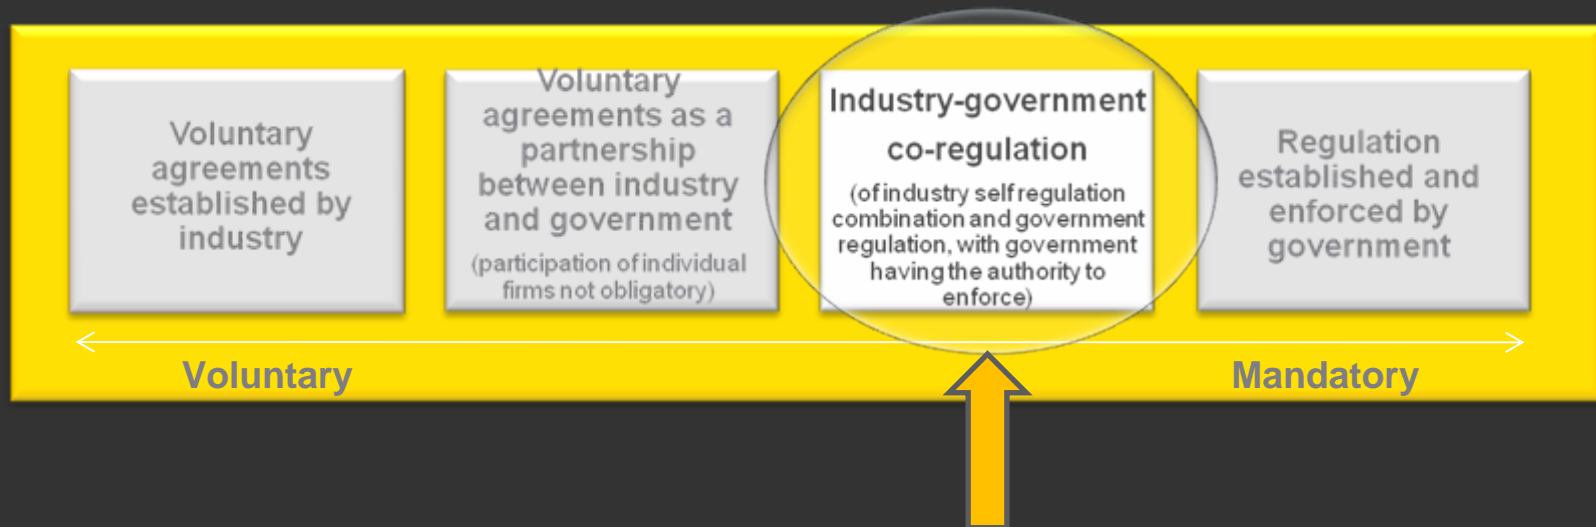 Voluntary
agreements
established by
industry
Voluntary
agreements as a
partnership
between industry
and government
(participation of individual
firms not obligatory)
Industry-government
co-regulation
(of industry self regulation
combination and government
regulation, with government
having the authority to
enforce)
Regulation
established and
enforced by
government
Voluntary
Mandatory